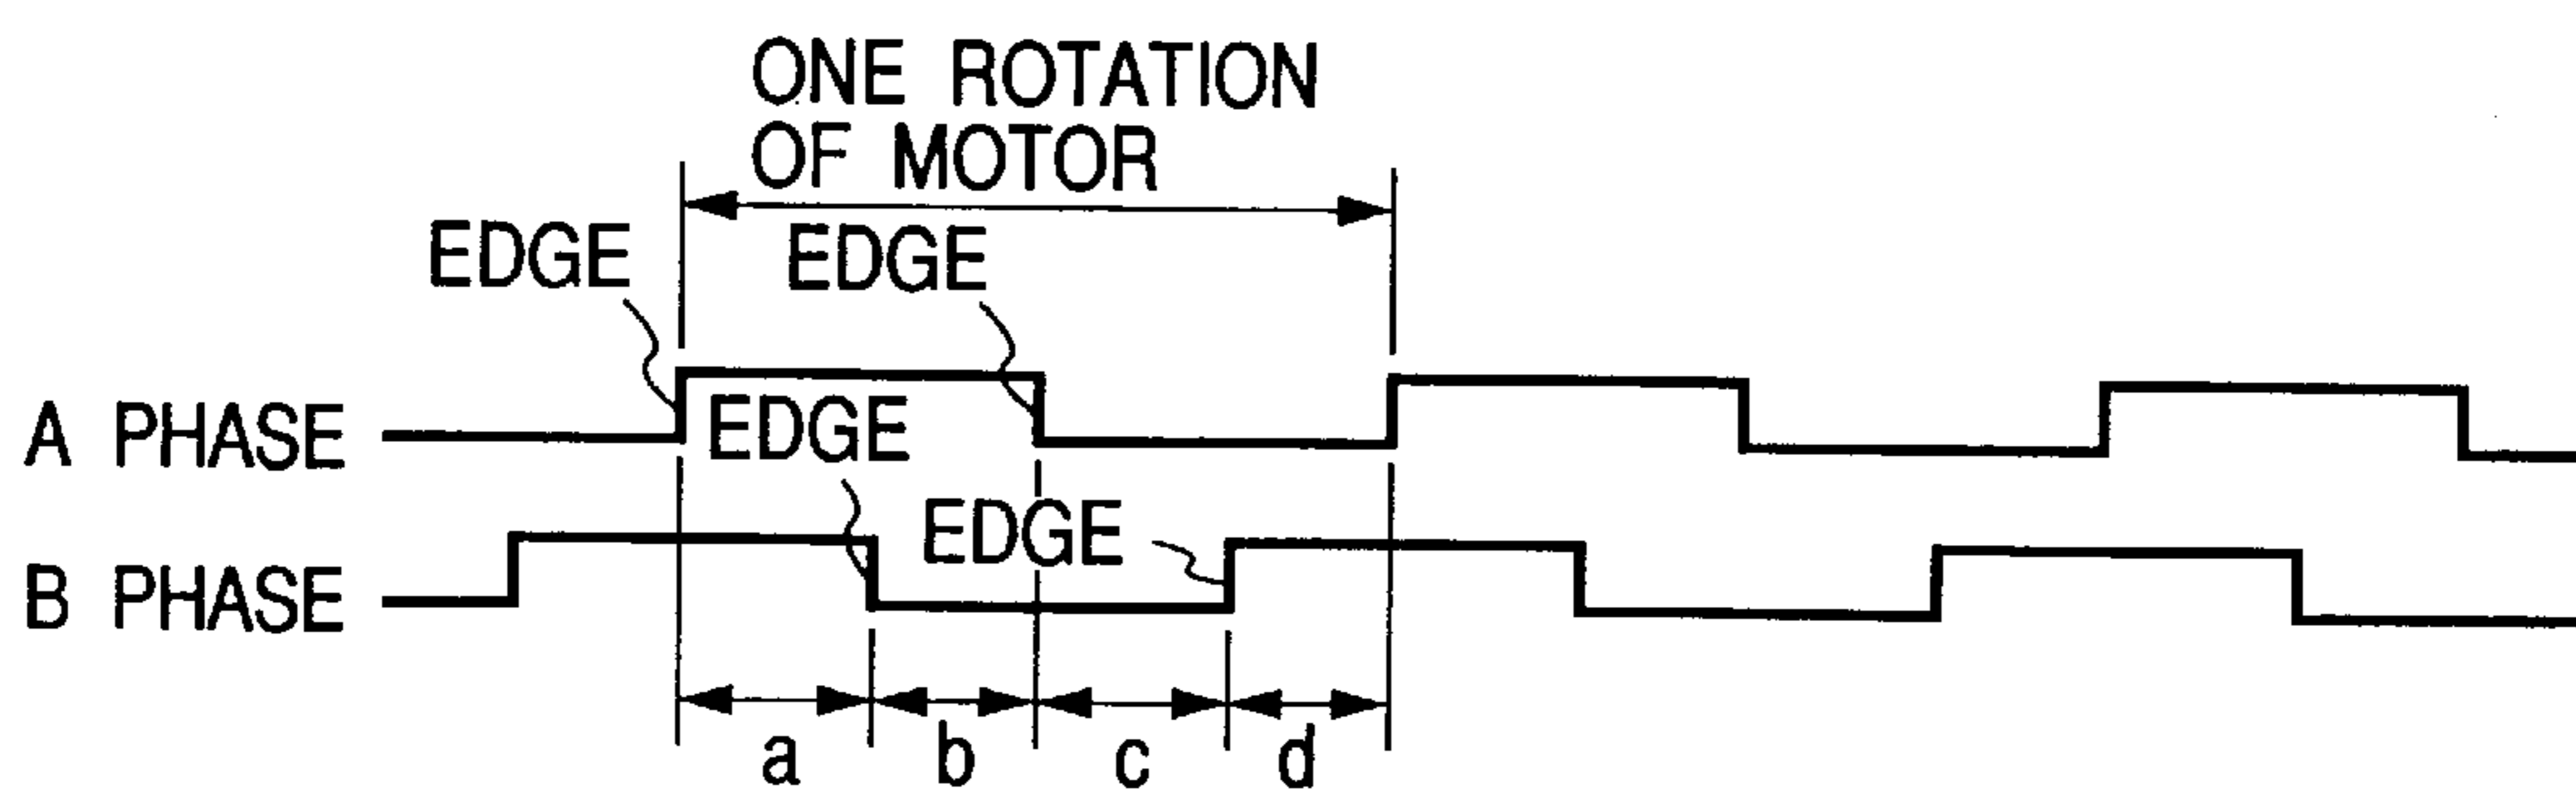 ONE ROTATION
OF MOTOR
EDGE
EDGE
A PHASE
EDGE
B PHASE
EDGE
a
b
c
d